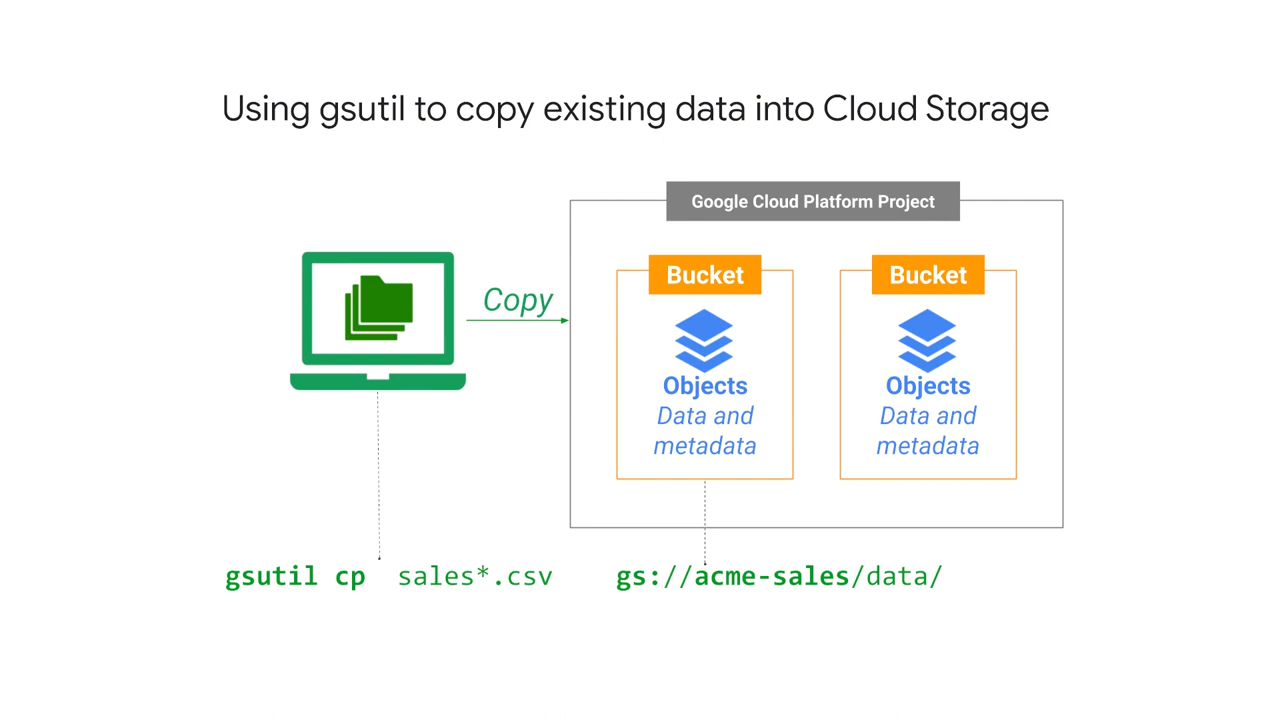 Using gsutil to copy existing data into Cloud Storage
Google Cloud Platform Project
Copy
Bucket
Objects
Data and
metadata
Bucket
Objects
Data and
metadata
gsutil cp sales*.csv gs://acme-sales/data/